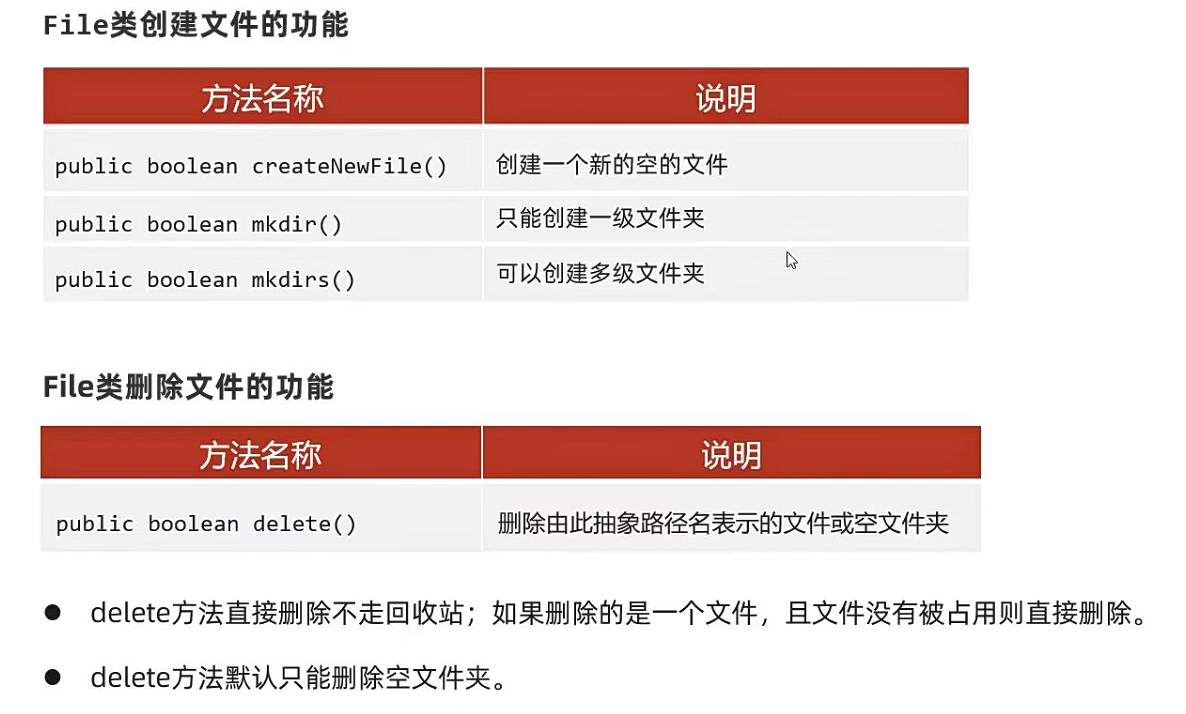 File类创建文件的功能
方法名称 说明
public boolean createNewFile() 创建一个新的空的文件
public boolean mkdir() 只能创建一级文件夹
public boolean mkdirs() 可以创建多级文件夹
File类删除文件的功能
方法名称 说明
public boolean delete() 删除由此抽象路径名表示的文件或空文件夹
● delete方法直接删除不走回收站；如果删除的是一个文件，且文件没有被占用则直接删除。
● delete方法默认只能删除空文件夹。